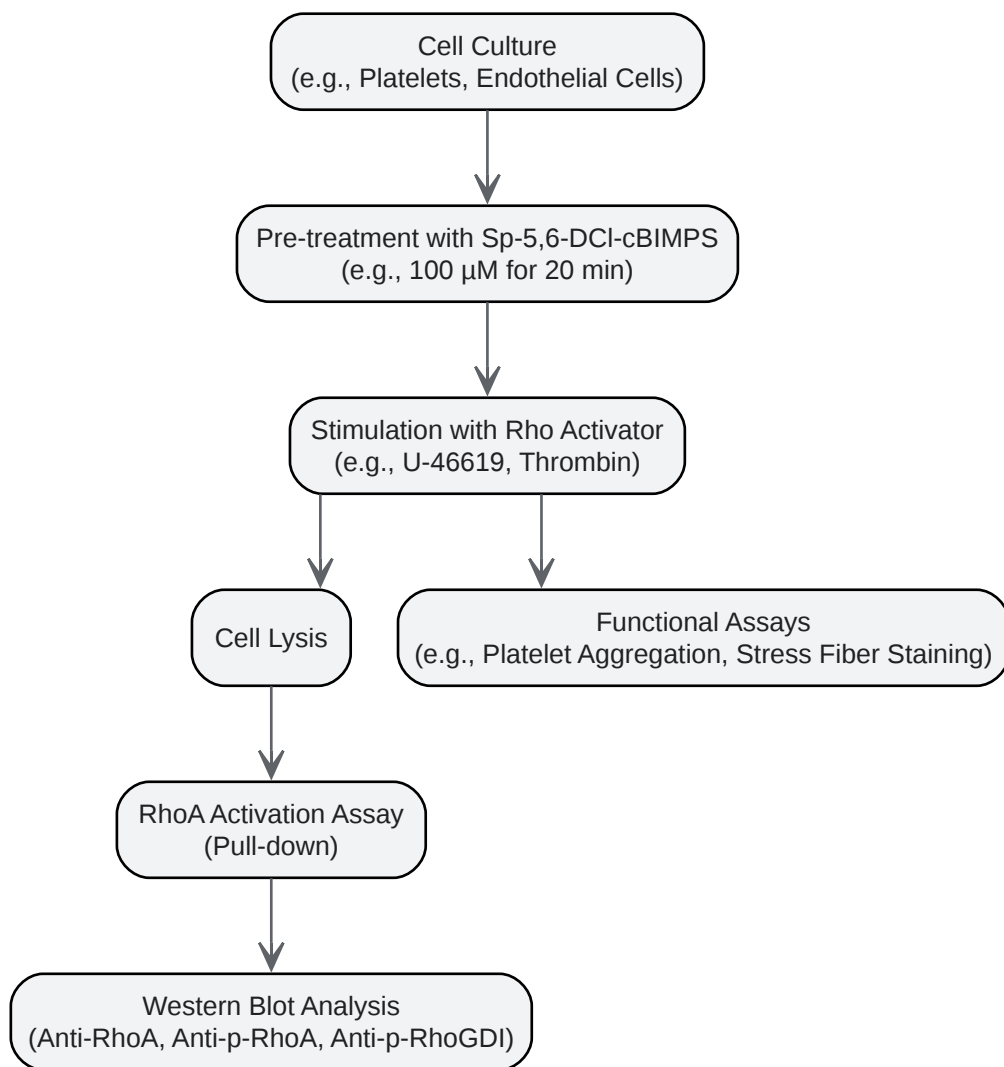 Cell Culture
(e.g., Platelets, Endothelial Cells)
Pre-treatment with Sp-5,6-DCl-cBIMPS
(e.g., 100 µM for 20 min)
Stimulation with Rho Activator
(e.g., U-46619, Thrombin)
Cell Lysis
Functional Assays
(e.g., Platelet Aggregation, Stress Fiber Staining)
RhoA Activation Assay
(Pull-down)
Western Blot Analysis
(Anti-RhoA, Anti-p-RhoA, Anti-p-RhoGDI)